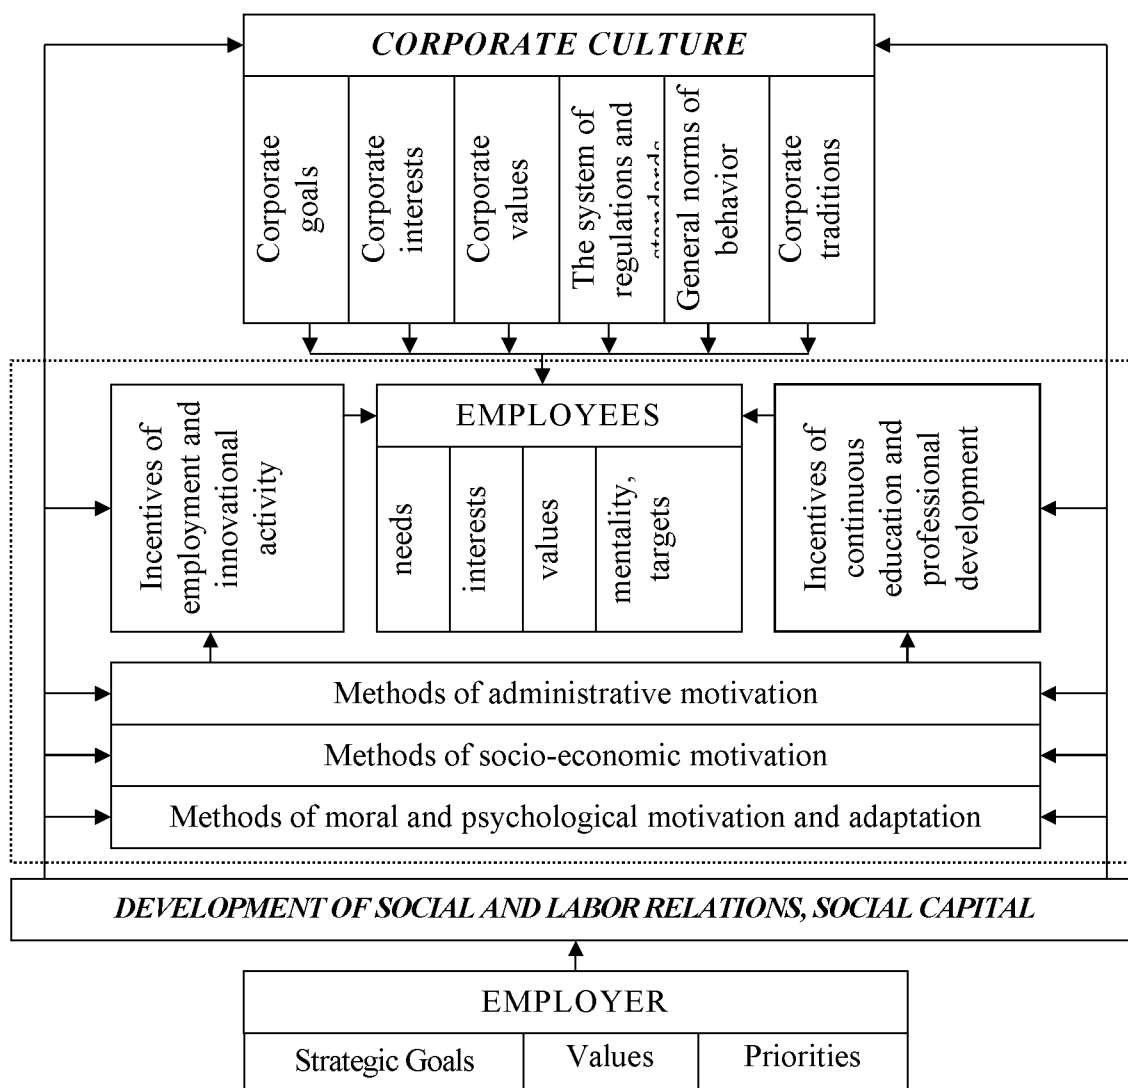 CORPORATE CULTURE
Corporate
goals
Corporate
interests
Corporate
values
The system of
regulations and
standards
General norms of
behavior
Corporate
traditions
Incentives of
employment and
innovational
activity
EMPLOYEES
needs
interests
values
mentality,
targets
Incentives of
continuous
education and
professional
development
Methods of administrative motivation
Methods of socio-economic motivation
Methods of moral and psychological motivation and adaptation
DEVELOPMENT OF SOCIAL AND LABOR RELATIONS, SOCIAL CAPITAL
EMPLOYER
Strategic Goals
Values
Priorities